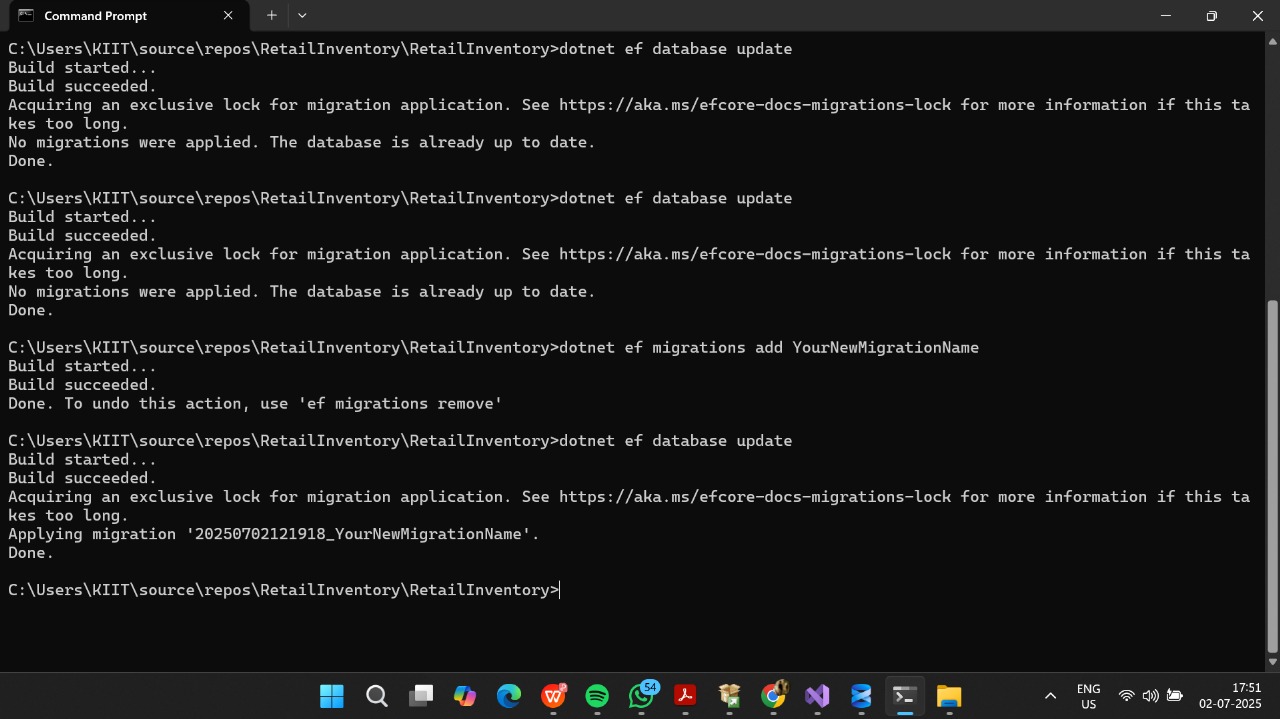 Command Prompt
C:\Users\KIIT\source\repos\RetailInventory\RetailInventory>dotnet ef database update
Build started...
Build succeeded.
Acquiring an exclusive lock for migration application. See https://aka.ms/efcore-docs-migrations-lock for more information if this ta
kes too long.
No migrations were applied. The database is already up to date.
Done.
C:\Users\KIIT\source\repos\RetailInventory\RetailInventory>dotnet ef database update
Build started...
Build succeeded.
Acquiring an exclusive lock for migration application. See https://aka.ms/efcore-docs-migrations-lock for more information if this ta
kes too long.
No migrations were applied. The database is already up to date.
Done.
C:\Users\KIIT\source\repos\RetailInventory\RetailInventory>dotnet ef migrations add YourNewMigrationName
Build started...
Build succeeded.
Done. To undo this action, use 'ef migrations remove'
C:\Users\KIIT\source\repos\RetailInventory\RetailInventory>dotnet ef database update
Build started...
Build succeeded.
Acquiring an exclusive lock for migration application. See https://aka.ms/efcore-docs-migrations-lock for more information if this ta
kes too long.
Applying migration '20250702121918_YourNewMigrationName'.
Done.
C:\Users\KIIT\source\repos\RetailInventory\RetailInventory>
54
ENG
US
17:51
02-07-2025